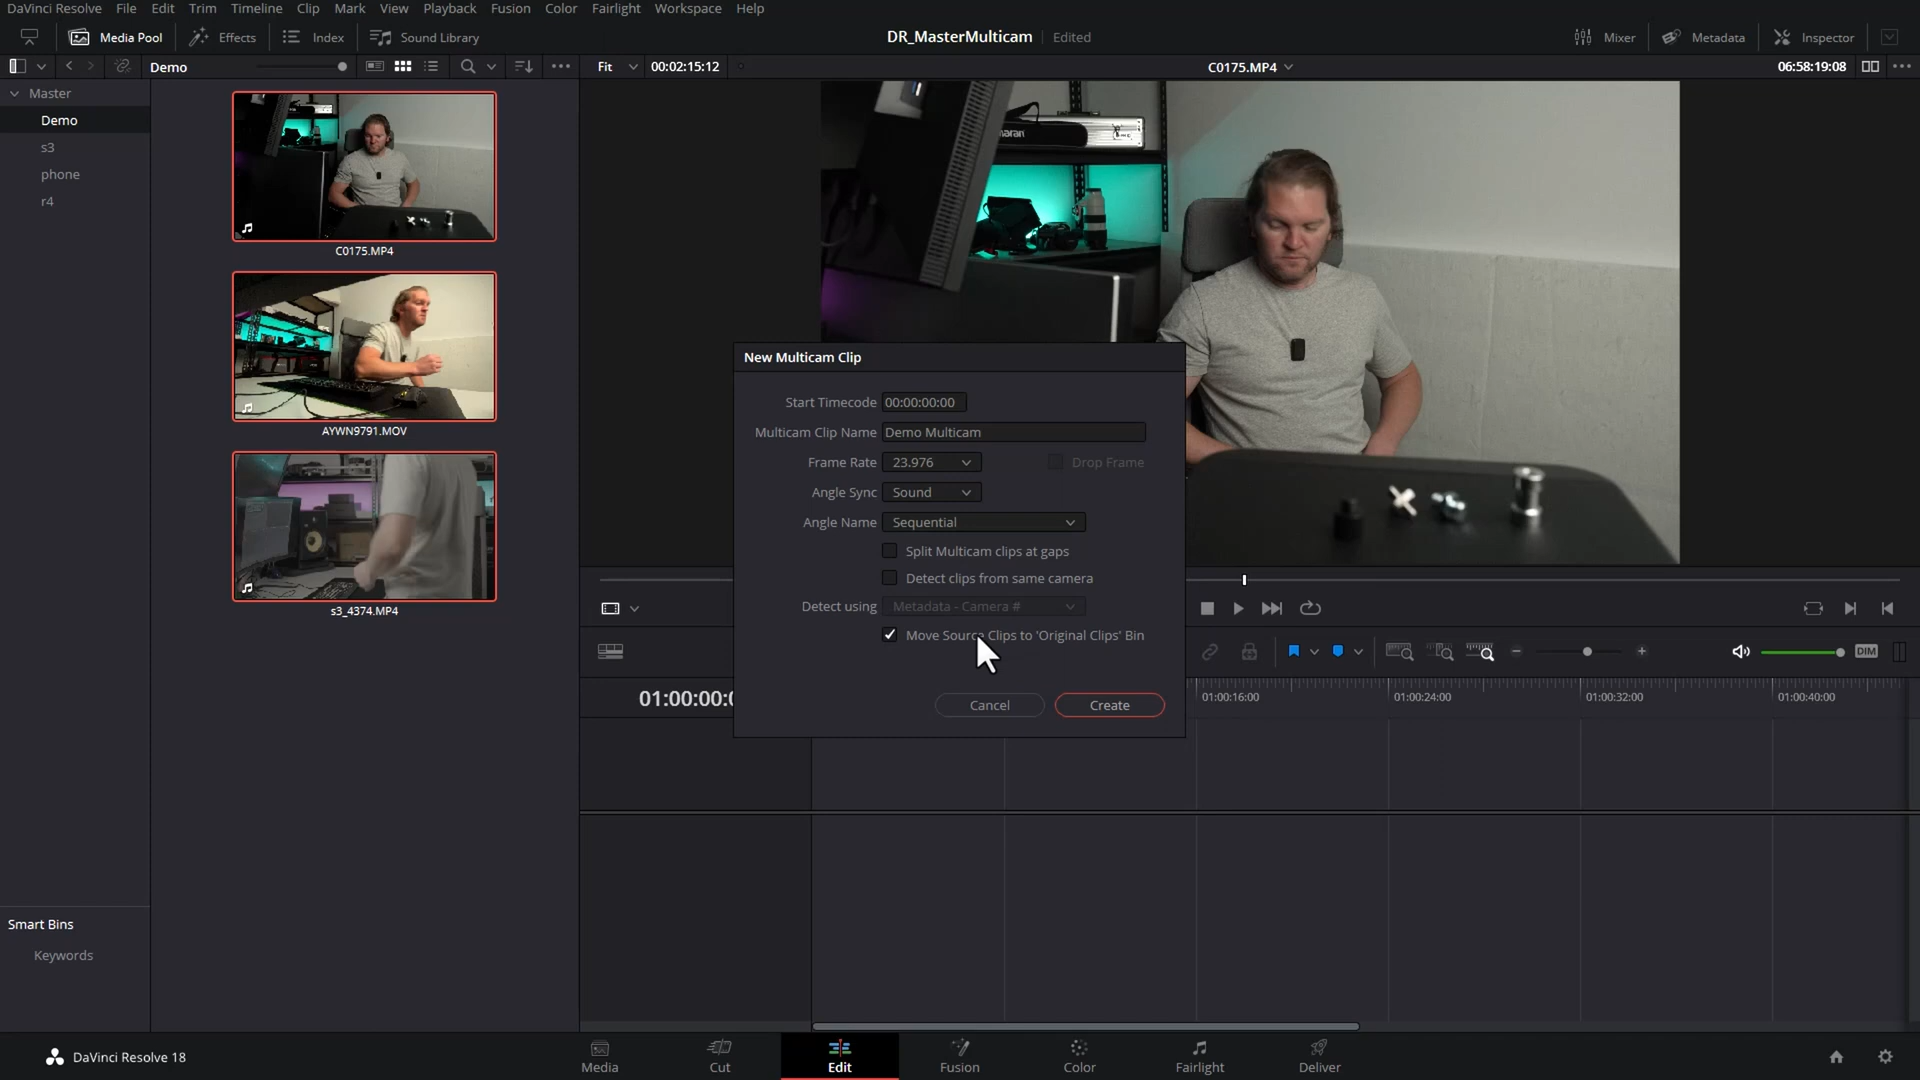 DaVinci Resolve File Edit Trim Timeline Clip Mark View Playback Fusion Color Fairlight Workspace Help
Media Pool Effects Index Sound Library DR_MasterMulticam Edited Mixer Metadata Inspector
Demo Fit 00:02:15:12 C0175.MP4 06:58:19:08
Master
Demo
s3
phone
r4
C0175.MP4
AYWN9791.MOV
s3_4374.MP4
New Multicam Clip
Start Timecode 00:00:00:00
Multicam Clip Name Demo Multicam
Frame Rate 23.976 Drop Frame
Angle Sync Sound
Angle Name Sequential
Split Multicam clips at gaps
Detect clips from same camera
Detect using Metadata - Camera #
Move Source Clips to 'Original Clips' Bin
Cancel Create
DIM
01:00:00:0 01:00:16:00 01:00:24:00 01:00:32:00 01:00:40:00
Smart Bins
Keywords
DaVinci Resolve 18 Media Cut Edit Fusion Color Fairlight Deliver